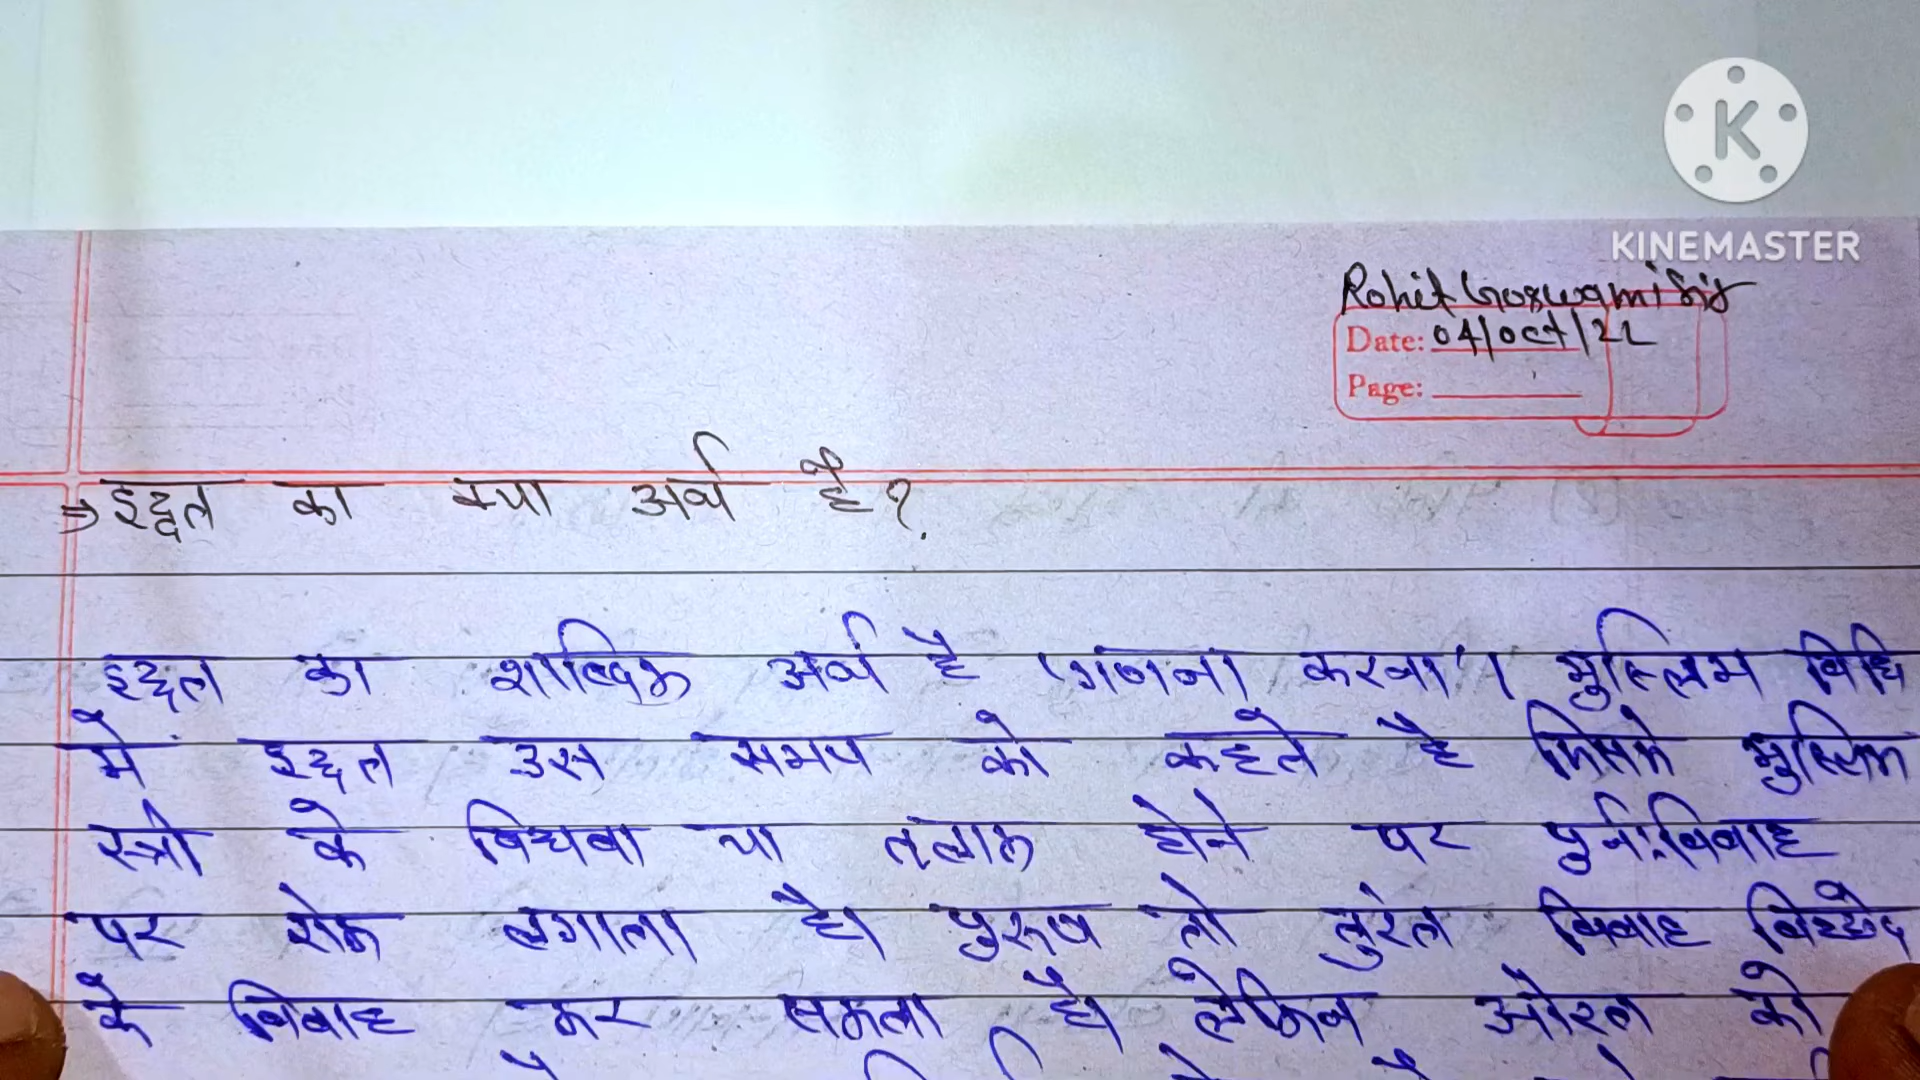 KINEMASTER
Rohit Goswami Sir
Date: 04/Oct/22
Page:
⇒ इद्दत का क्या अर्थ है?
इद्दत का शाब्दिक अर्थ है 'गणना करना'। मुस्लिम विधि
में इद्दत उस समय को कहते है जिसमे मुस्लिम
स्त्री के विधवा या तलाक होने पर पुर्न:विवाह
पर रोक लगाता है। पुरूष तो तुरंत विवाह विच्छेद
के विवाह कर सकता है। लेकिन औरत को